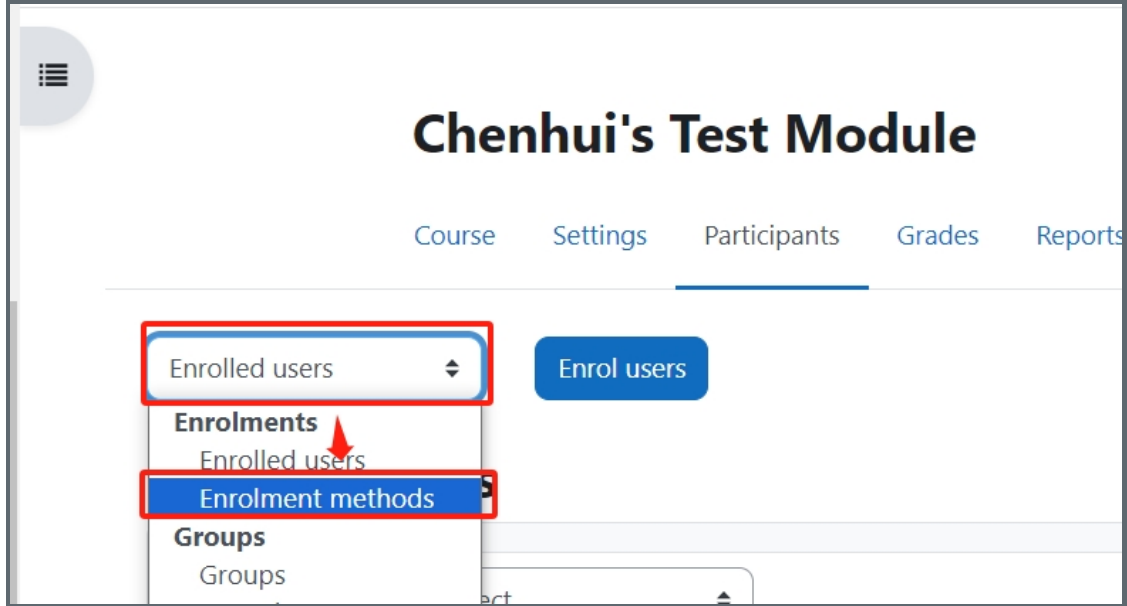 Chenhui's Test Module
Course Settings Participants Grades Reports
Enrolled users Enrol users
Enrolments
Enrolled users
Enrolment methods
Groups
Groups